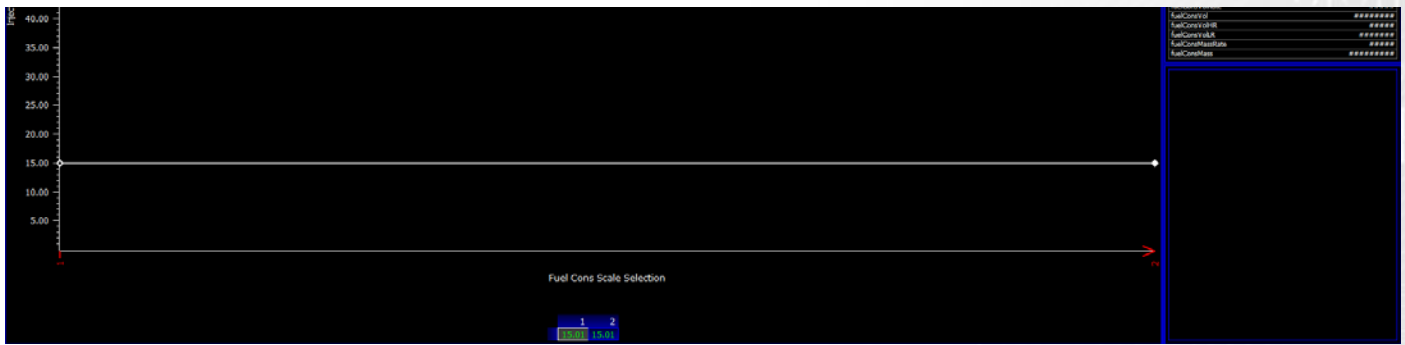 Injec
40.00
35.00
30.00
25.00
20.00
15.00
10.00
5.00
Fuel Cons Scale Selection
1 2
15.01 15.01
fuelConsVol ########
fuelConsVolHR #####
fuelConsVolLR #######
fuelConsMassRate #####
fuelConsMass #########